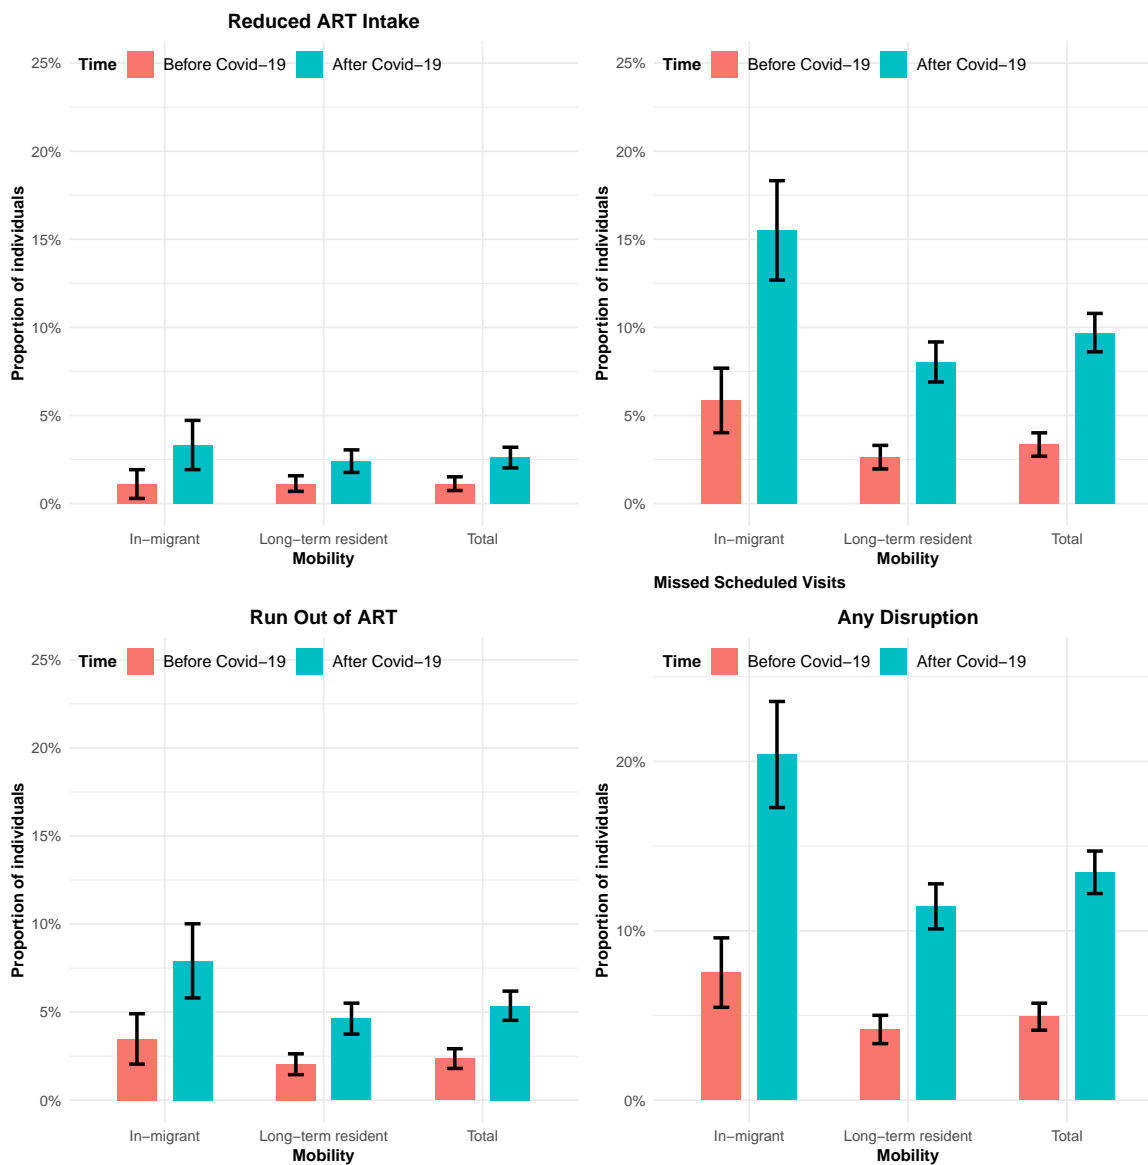 Reduced ART Intake
Time Before Covid−19 After Covid−19
25%
20%
15%
10%
5%
0%
Proportion of individuals
In−migrant Long−term resident Total
Mobility
Time Before Covid−19 After Covid−19
25%
20%
15%
10%
5%
0%
Proportion of individuals
In−migrant Long−term resident Total
Mobility
Missed Scheduled Visits
Run Out of ART
Time Before Covid−19 After Covid−19
25%
20%
15%
10%
5%
0%
Proportion of individuals
In−migrant Long−term resident Total
Mobility
Any Disruption
Time Before Covid−19 After Covid−19
20%
10%
0%
Proportion of individuals
In−migrant Long−term resident Total
Mobility